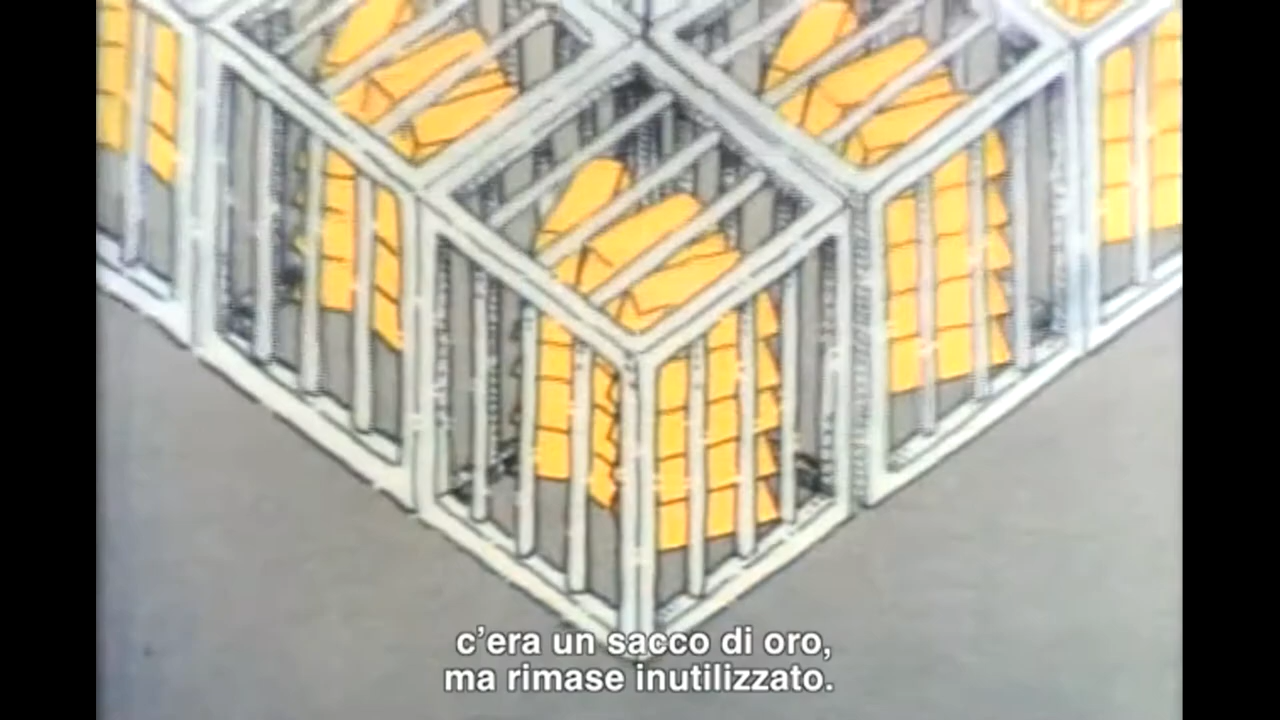 c’era un sacco di oro,
ma rimase inutilizzato.